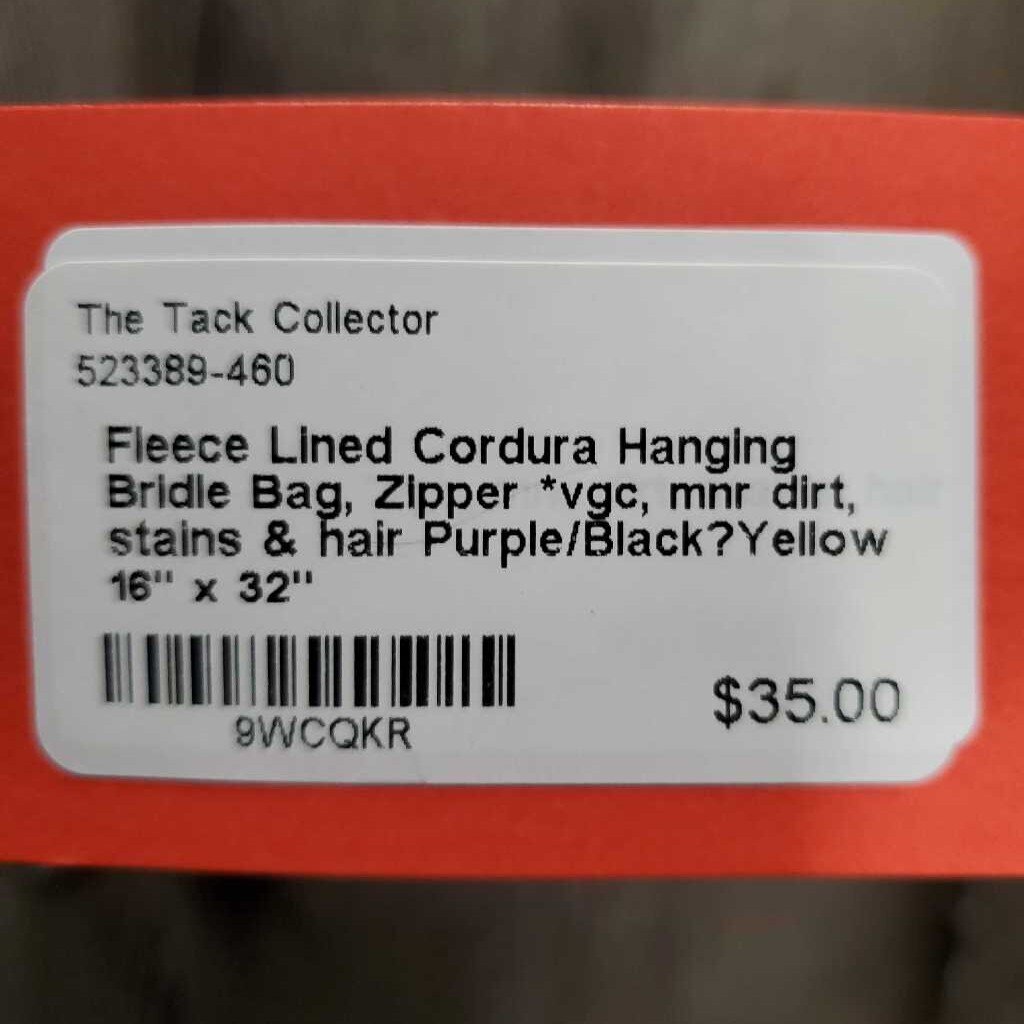 The Tack Collector
523389-460
Fleece Lined Cordura Hanging
Bridle Bag, Zipper *vgc, mnr dirt,
stains & hair Purple/Black?Yellow
16" x 32"
9WCQKR
$35.00